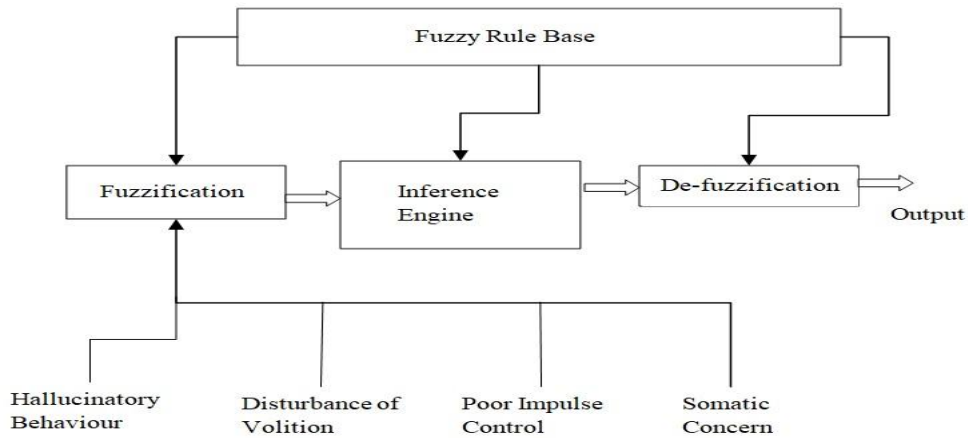 Fuzzy Rule Base
Fuzzification
Inference
Engine
De-fuzzification
Output
Hallucinatory
Behaviour
Disturbance of
Volition
Poor Impulse
Control
Somatic
Concern